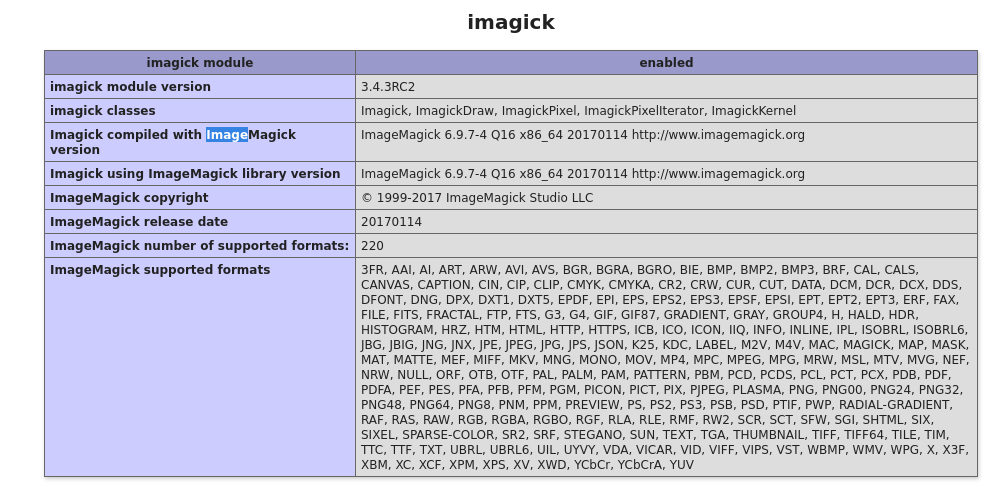 imagick
imagick module enabled
imagick module version 3.4.3RC2
imagick classes Imagick, ImagickDraw, ImagickPixel, ImagickPixelIterator, ImagickKernel
Imagick compiled with ImageMagick ImageMagick 6.9.7-4 Q16 x86_64 20170114 http://www.imagemagick.org
version
Imagick using ImageMagick library version ImageMagick 6.9.7-4 Q16 x86_64 20170114 http://www.imagemagick.org
ImageMagick copyright © 1999-2017 ImageMagick Studio LLC
ImageMagick release date 20170114
ImageMagick number of supported formats: 220
ImageMagick supported formats 3FR, AAI, AI, ART, ARW, AVI, AVS, BGR, BGRA, BGRO, BIE, BMP, BMP2, BMP3, BRF, CAL, CALS,
CANVAS, CAPTION, CIN, CIP, CLIP, CMYK, CMYKA, CR2, CRW, CUR, CUT, DATA, DCM, DCR, DCX, DDS,
DFONT, DNG, DPX, DXT1, DXT5, EPDF, EPI, EPS, EPS2, EPS3, EPSF, EPSI, EPT, EPT2, EPT3, ERF, FAX,
FILE, FITS, FRACTAL, FTP, FTS, G3, G4, GIF, GIF87, GRADIENT, GRAY, GROUP4, H, HALD, HDR,
HISTOGRAM, HRZ, HTM, HTML, HTTP, HTTPS, ICB, ICO, ICON, IIQ, INFO, INLINE, IPL, ISOBRL, ISOBRL6,
JBG, JBIG, JNG, JNX, JPE, JPEG, JPG, JPS, JSON, K25, KDC, LABEL, M2V, M4V, MAC, MAGICK, MAP, MASK,
MAT, MATTE, MEF, MIFF, MKV, MNG, MONO, MOV, MP4, MPC, MPEG, MPG, MRW, MSL, MTV, MVG, NEF,
NRW, NULL, ORF, OTB, OTF, PAL, PALM, PAM, PATTERN, PBM, PCD, PCDS, PCL, PCT, PCX, PDB, PDF,
PDFA, PEF, PES, PFA, PFB, PFM, PGM, PICON, PICT, PIX, PJPEG, PLASMA, PNG, PNG00, PNG24, PNG32,
PNG48, PNG64, PNG8, PNM, PPM, PREVIEW, PS, PS2, PS3, PSB, PSD, PTIF, PWP, RADIAL-GRADIENT,
RAF, RAS, RAW, RGB, RGBA, RGBO, RGF, RLA, RLE, RMF, RW2, SCR, SCT, SFW, SGI, SHTML, SIX,
SIXEL, SPARSE-COLOR, SR2, SRF, STEGANO, SUN, TEXT, TGA, THUMBNAIL, TIFF, TIFF64, TILE, TIM,
TTC, TTF, TXT, UBRL, UBRL6, UIL, UYVY, VDA, VICAR, VID, VIFF, VIPS, VST, WBMP, WMV, WPG, X, X3F,
XBM, XC, XCF, XPM, XPS, XV, XWD, YCbCr, YCbCrA, YUV